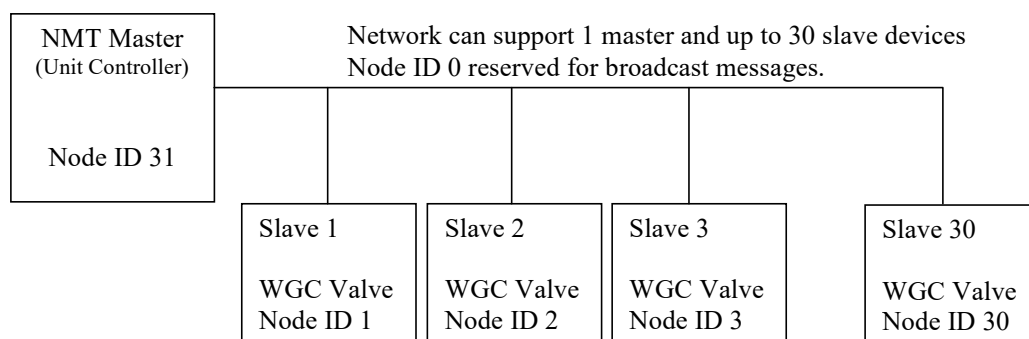 NMT Master
(Unit Controller)
Node ID 31
Network can support 1 master and up to 30 slave devices
Node ID 0 reserved for broadcast messages.
Slave 1
WGC Valve
Node ID 1
Slave 2
WGC Valve
Node ID 2
Slave 3
WGC Valve
Node ID 3
Slave 30
WGC Valve
Node ID 30